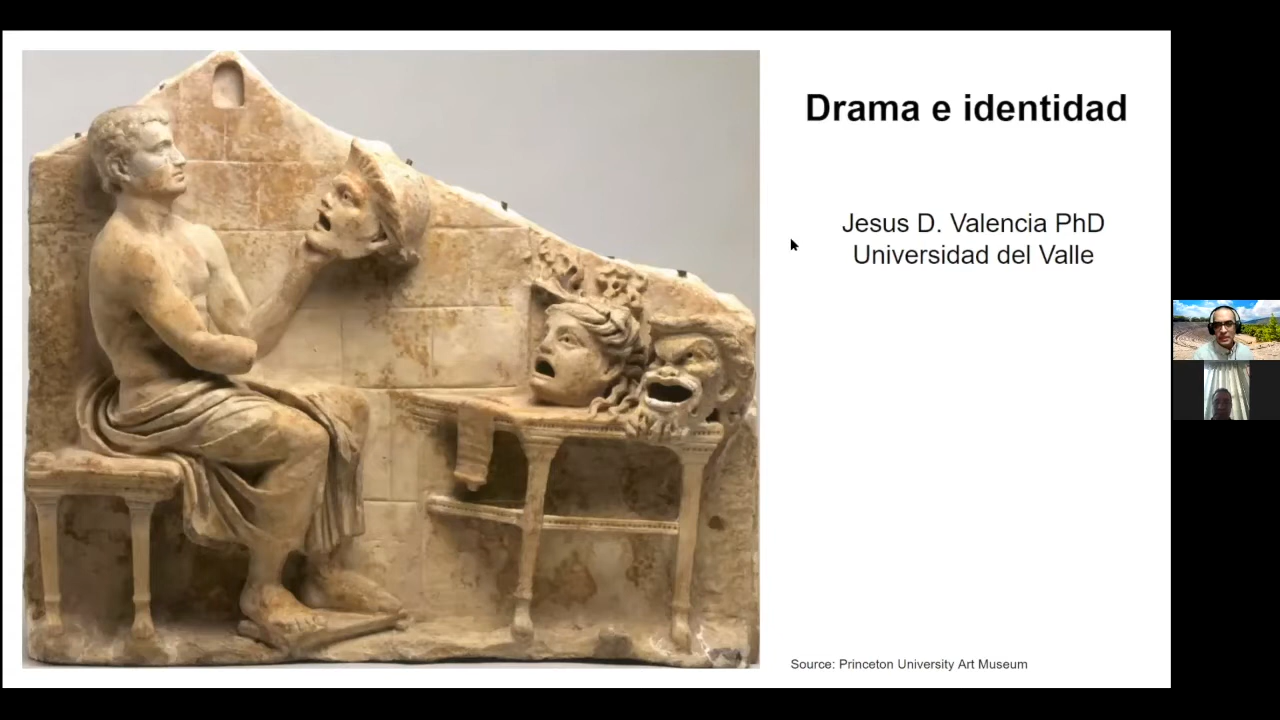 Drama e identidad
Jesus D. Valencia PhD
Universidad del Valle
Source: Princeton University Art Museum